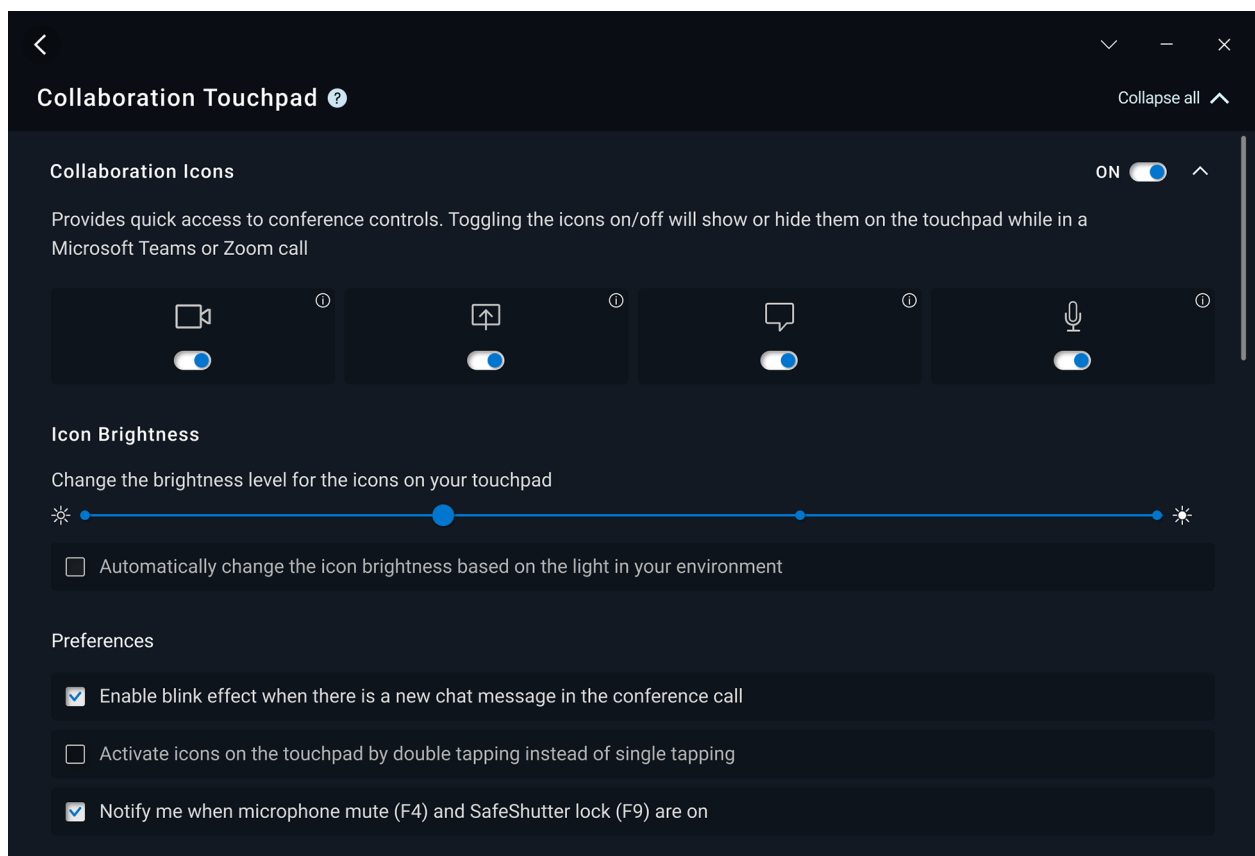 Collaboration Touchpad ?
Collapse all
Collaboration Icons
ON
Provides quick access to conference controls. Toggling the icons on/off will show or hide them on the touchpad while in a
Microsoft Teams or Zoom call
Icon Brightness
Change the brightness level for the icons on your touchpad
Automatically change the icon brightness based on the light in your environment
Preferences
Enable blink effect when there is a new chat message in the conference call
Activate icons on the touchpad by double tapping instead of single tapping
Notify me when microphone mute (F4) and SafeShutter lock (F9) are on